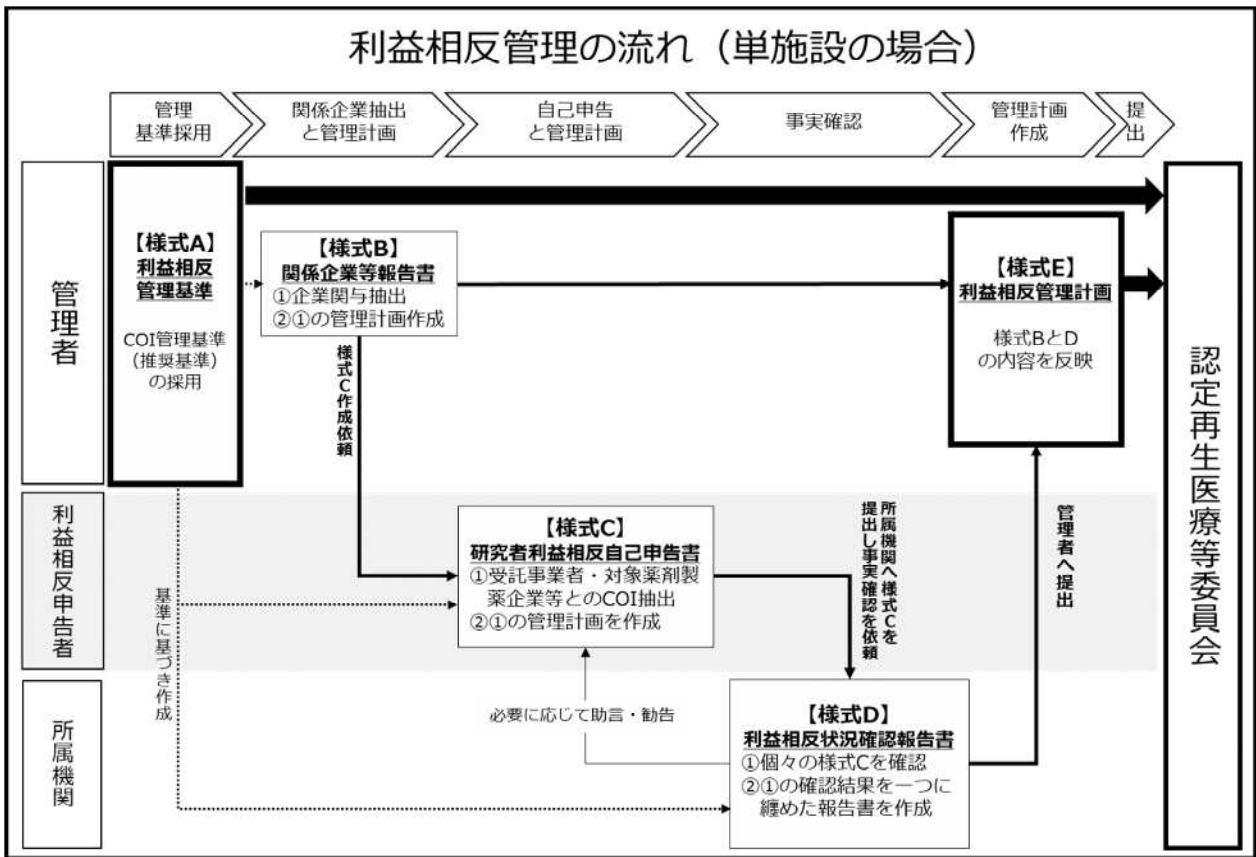 利益相反管理の流れ（単施設の場合）
管理
基準採用
関係企業抽出
と管理計画
自己申告
と管理計画
事実確認
管理計画
作成
提
出
管理者
【様式A】
利益相反
管理基準
COI管理基準
(推奨基準)
の採用
【様式B】
関係企業等報告書
①企業関与抽出
②①の管理計画作成
【様式E】
利益相反管理計画
様式BとD
の内容を反映
様式C作成依頼
認定再生医療等委員会
利益相反申告者
【様式C】
研究者利益相反自己申告書
①受託事業者・対象薬剤製
薬企業等とのCOI抽出
②①の管理計画を作成
所属機関へ様式Cを
提出し事実確認を依頼
管理者へ提出
基準に基づき作成
所属機関
必要に応じて助言・勧告
【様式D】
利益相反状況確認報告書
①個々の様式Cを確認
②①の確認結果を一つに
纏めた報告書を作成